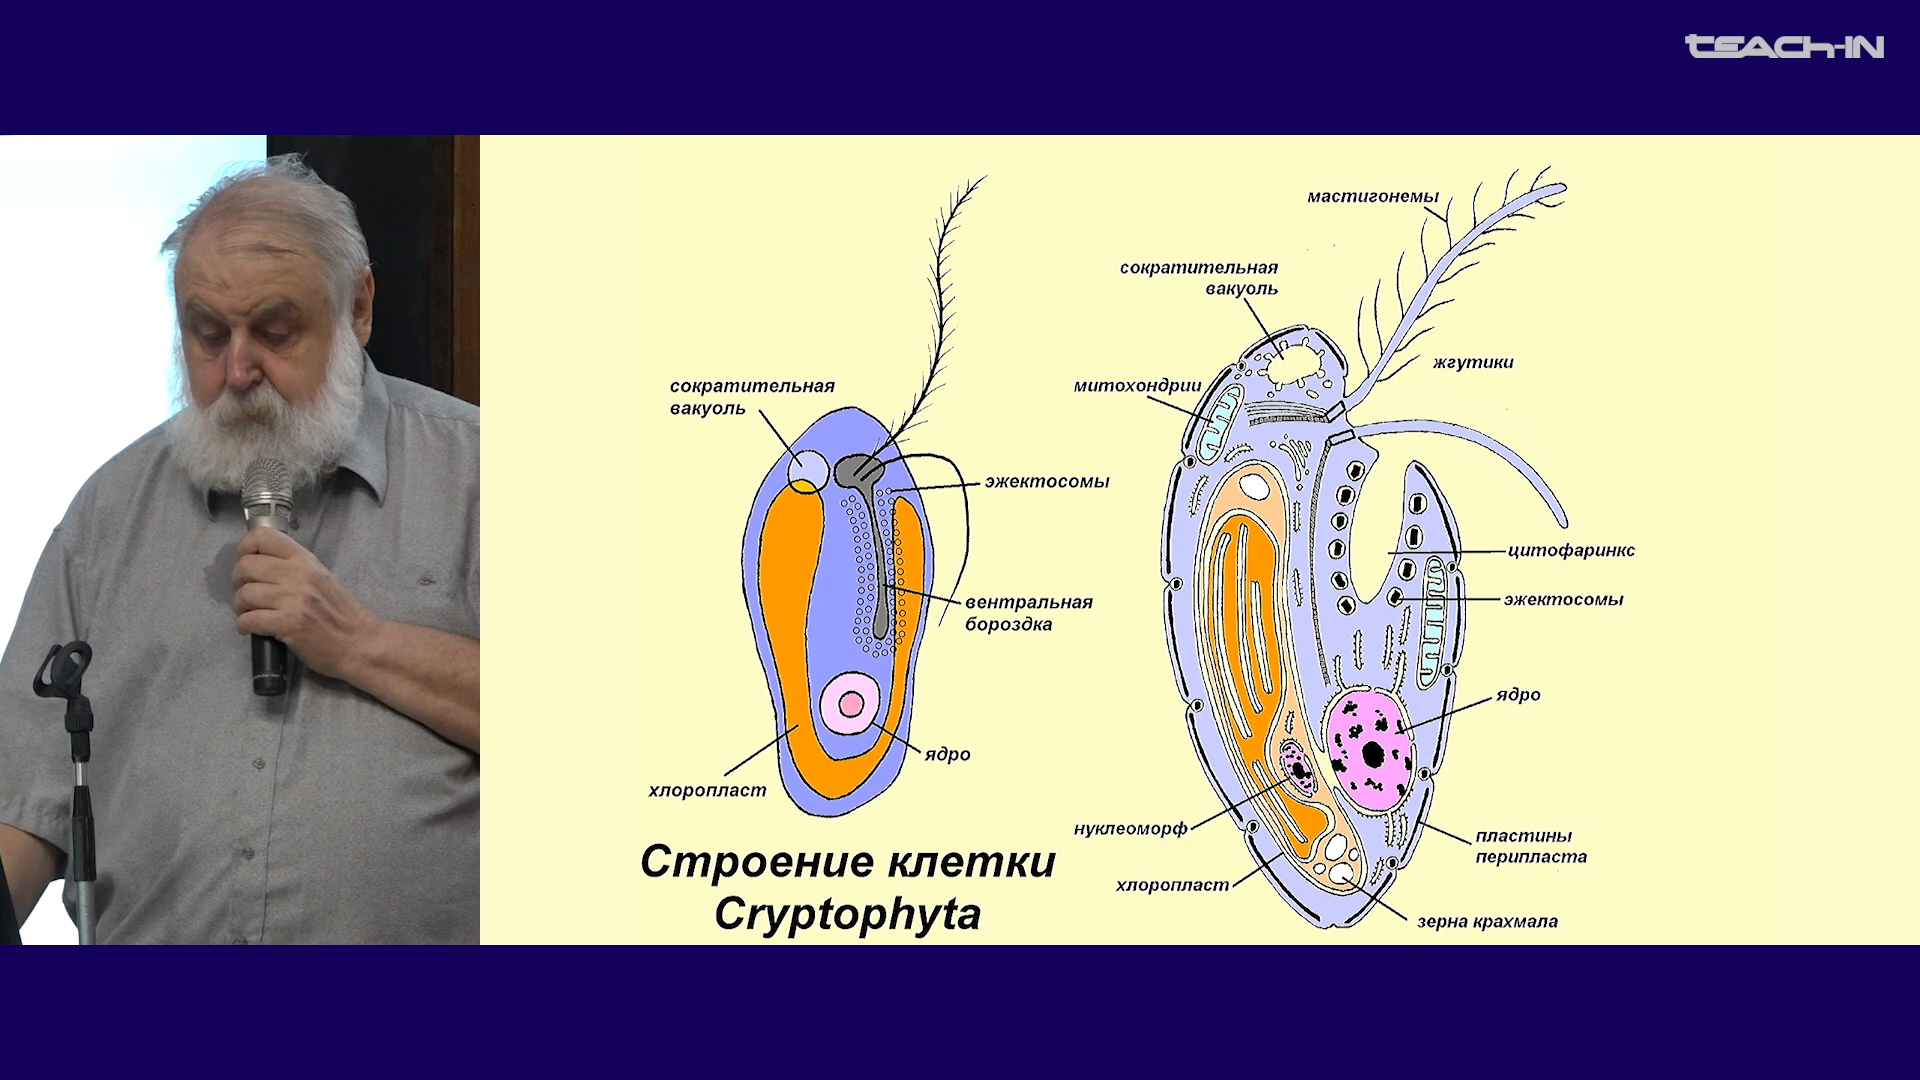 TEACH-IN
мастигонемы
сократительная
вакуоль
жгутики
митохондрии
сократительная
вакуоль
эжектосомы
цитофаринкс
эжектосомы
вентральная
бороздка
ядро
ядро
хлоропласт
нуклеоморф
пластины
перипласта
хлоропласт
зерна крахмала
Строение клетки
Cryptophyta